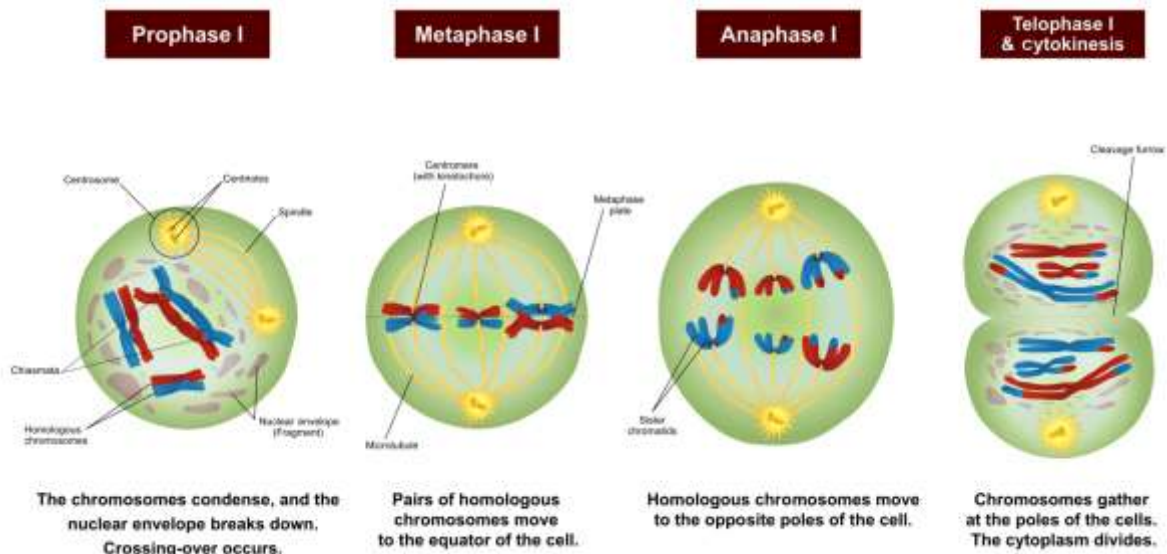 Prophase I
Metaphase I
Anaphase I
Telophase I
& cytokinesis
Centrosome
Centrioles
Spindle
Chiasmata
Homologous
chromosomes
Nuclear envelope
(Fragment)
Centromere
(with kinetochore)
Metaphase
plate
Microtubule
Sister
chromatids
Cleavage furrow
The chromosomes condense, and the
nuclear envelope breaks down.
Crossing-over occurs.
Pairs of homologous
chromosomes move
to the equator of the cell.
Homologous chromosomes move
to the opposite poles of the cell.
Chromosomes gather
at the poles of the cells.
The cytoplasm divides.